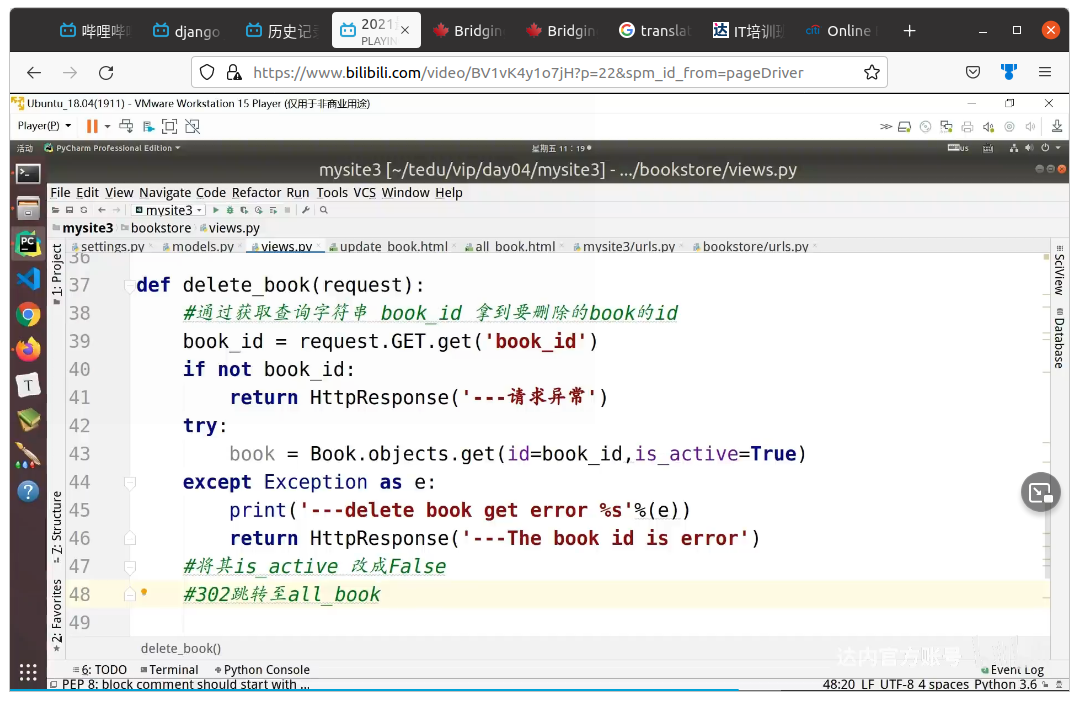 哔哩哔哩 django 历史记录 2021 PLAYIN Bridgin Bridgin translat IT培训班 Online
https://www.bilibili.com/video/BV1vK4y1o7jH?p=22&spm_id_from=pageDriver
Ubuntu_18.04(1911) - VMware Workstation 15 Player (仅用于非商业用途)
Player(P)
活动 PyCharm Professional Edition 星期五 11：19 us
mysite3 [~/tedu/vip/day04/mysite3] - .../bookstore/views.py
File Edit View Navigate Code Refactor Run Tools VCS Window Help
mysite3
mysite3 bookstore views.py
settings.py models.py views.py update_book.html all_book.html mysite3/urls.py bookstore/urls.py
1: Project
Z: Structure
2: Favorites
SciView
Database
36
37 def delete_book(request):
38 #通过获取查询字符串 book_id 拿到要删除的book的id
39 book_id = request.GET.get('book_id')
40 if not book_id:
41 return HttpResponse('---请求异常')
42 try:
43 book = Book.objects.get(id=book_id,is_active=True)
44 except Exception as e:
45 print('---delete book get error %s'%(e))
46 return HttpResponse('---The book id is error')
47 #将其is_active 改成False
48 #302跳转至all_book
49
delete_book()
达内官方账号
6: TODO Terminal Python Console Event Log
PEP 8: block comment should start with ... 48:20 LF UTF-8 4 spaces Python 3.6